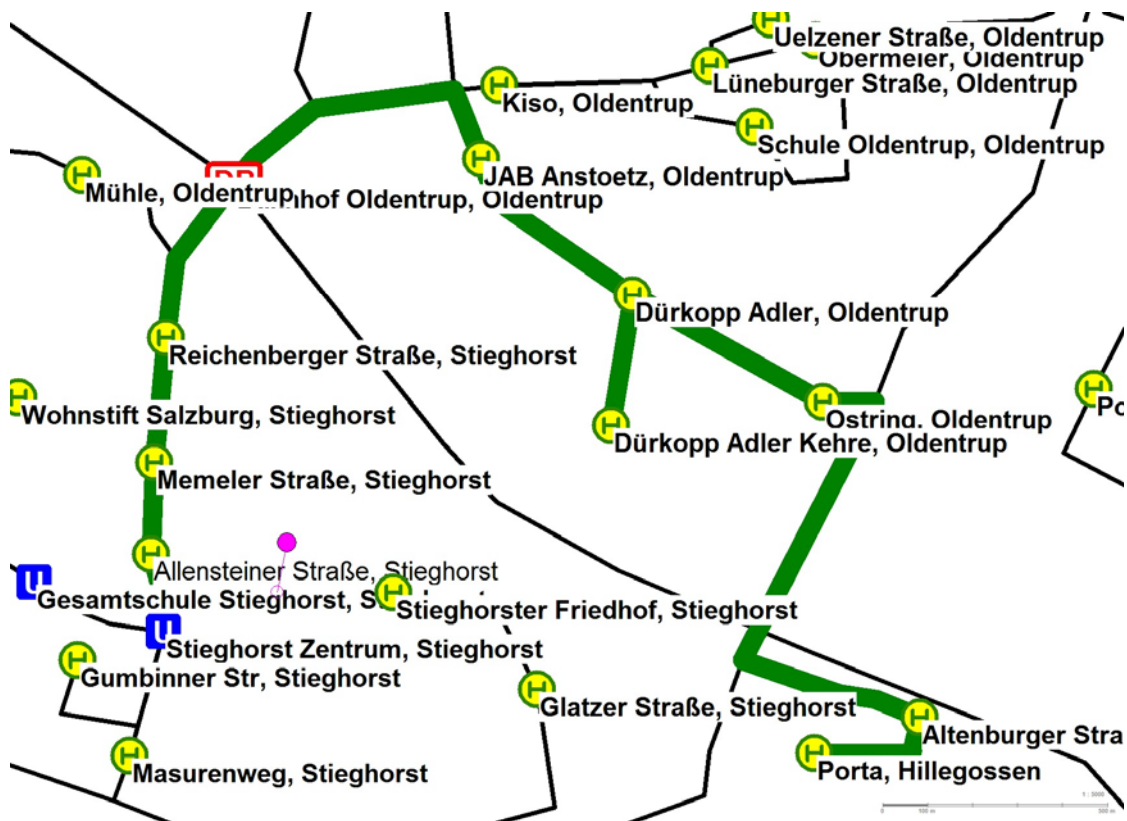 Uelzener Straße, Oldentrup
Obermeier, Oldentrup
Lüneburger Straße, Oldentrup
Kiso, Oldentrup
Schule Oldentrup, Oldentrup
JAB Anstoetz, Oldentrup
Mühle, Oldentrup
Oldentrup, Oldentrup
Dürkopp Adler, Oldentrup
Reichenberger Straße, Stieghorst
Wohnstift Salzburg, Stieghorst
Ostring, Oldentrup
Dürkopp Adler Kehre, Oldentrup
Memeler Straße, Stieghorst
Allensteiner Straße, Stieghorst
Gesamtschule Stieghorst,
Stieghorster Friedhof, Stieghorst
Stieghorst Zentrum, Stieghorst
Gumbinner Str, Stieghorst
Glatzer Straße, Stieghorst
Altenburger Stra
Masurenweg, Stieghorst
Porta, Hillegossen